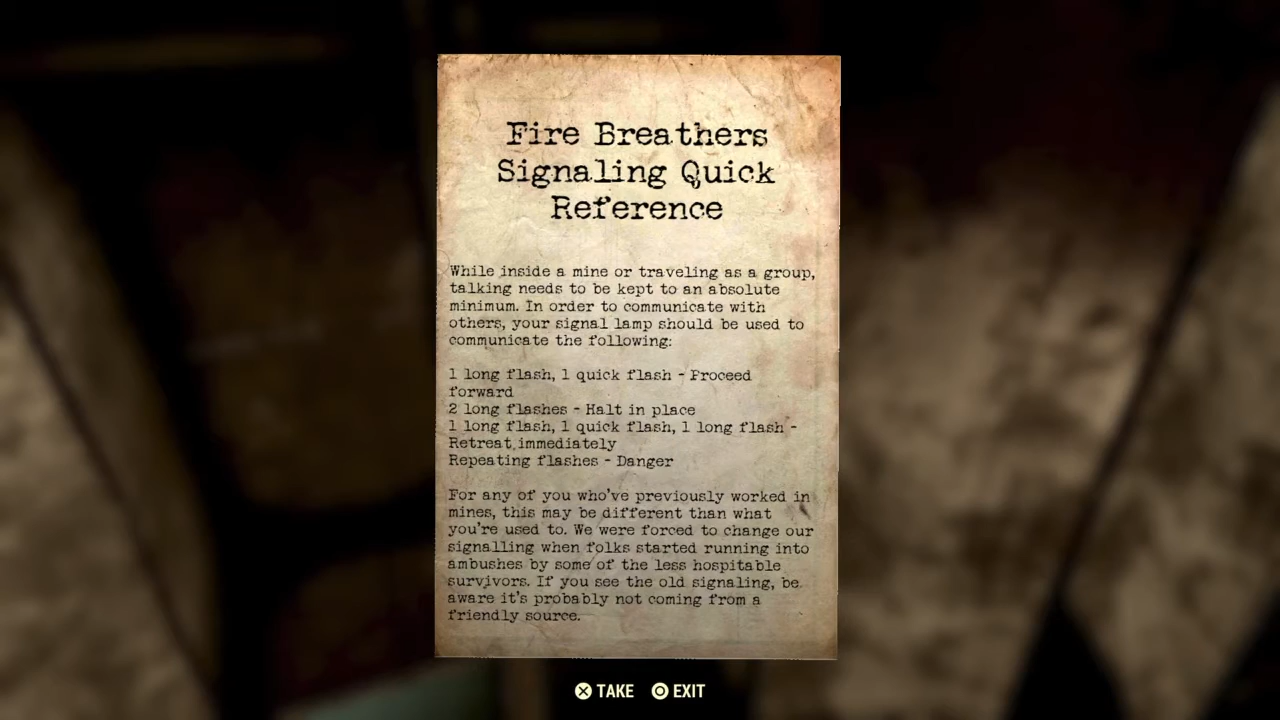 Fire Breathers
Signaling Quick
Reference
While inside a mine or traveling as a group,
talking needs to be kept to an absolute
minimum. In order to communicate with
others, your signal lamp should be used to
communicate the following:
1 long flash, 1 quick flash - Proceed
forward
2 long flashes - Halt in place
1 long flash, 1 quick flash, 1 long flash -
Retreat immediately
Repeating flashes - Danger
For any of you who've previously worked in
mines, this may be different than what
you're used to. We were forced to change our
signalling when folks started running into
ambushes by some of the less hospitable
survivors. If you see the old signaling, be
aware it's probably not coming from a
friendly source.
TAKE EXIT